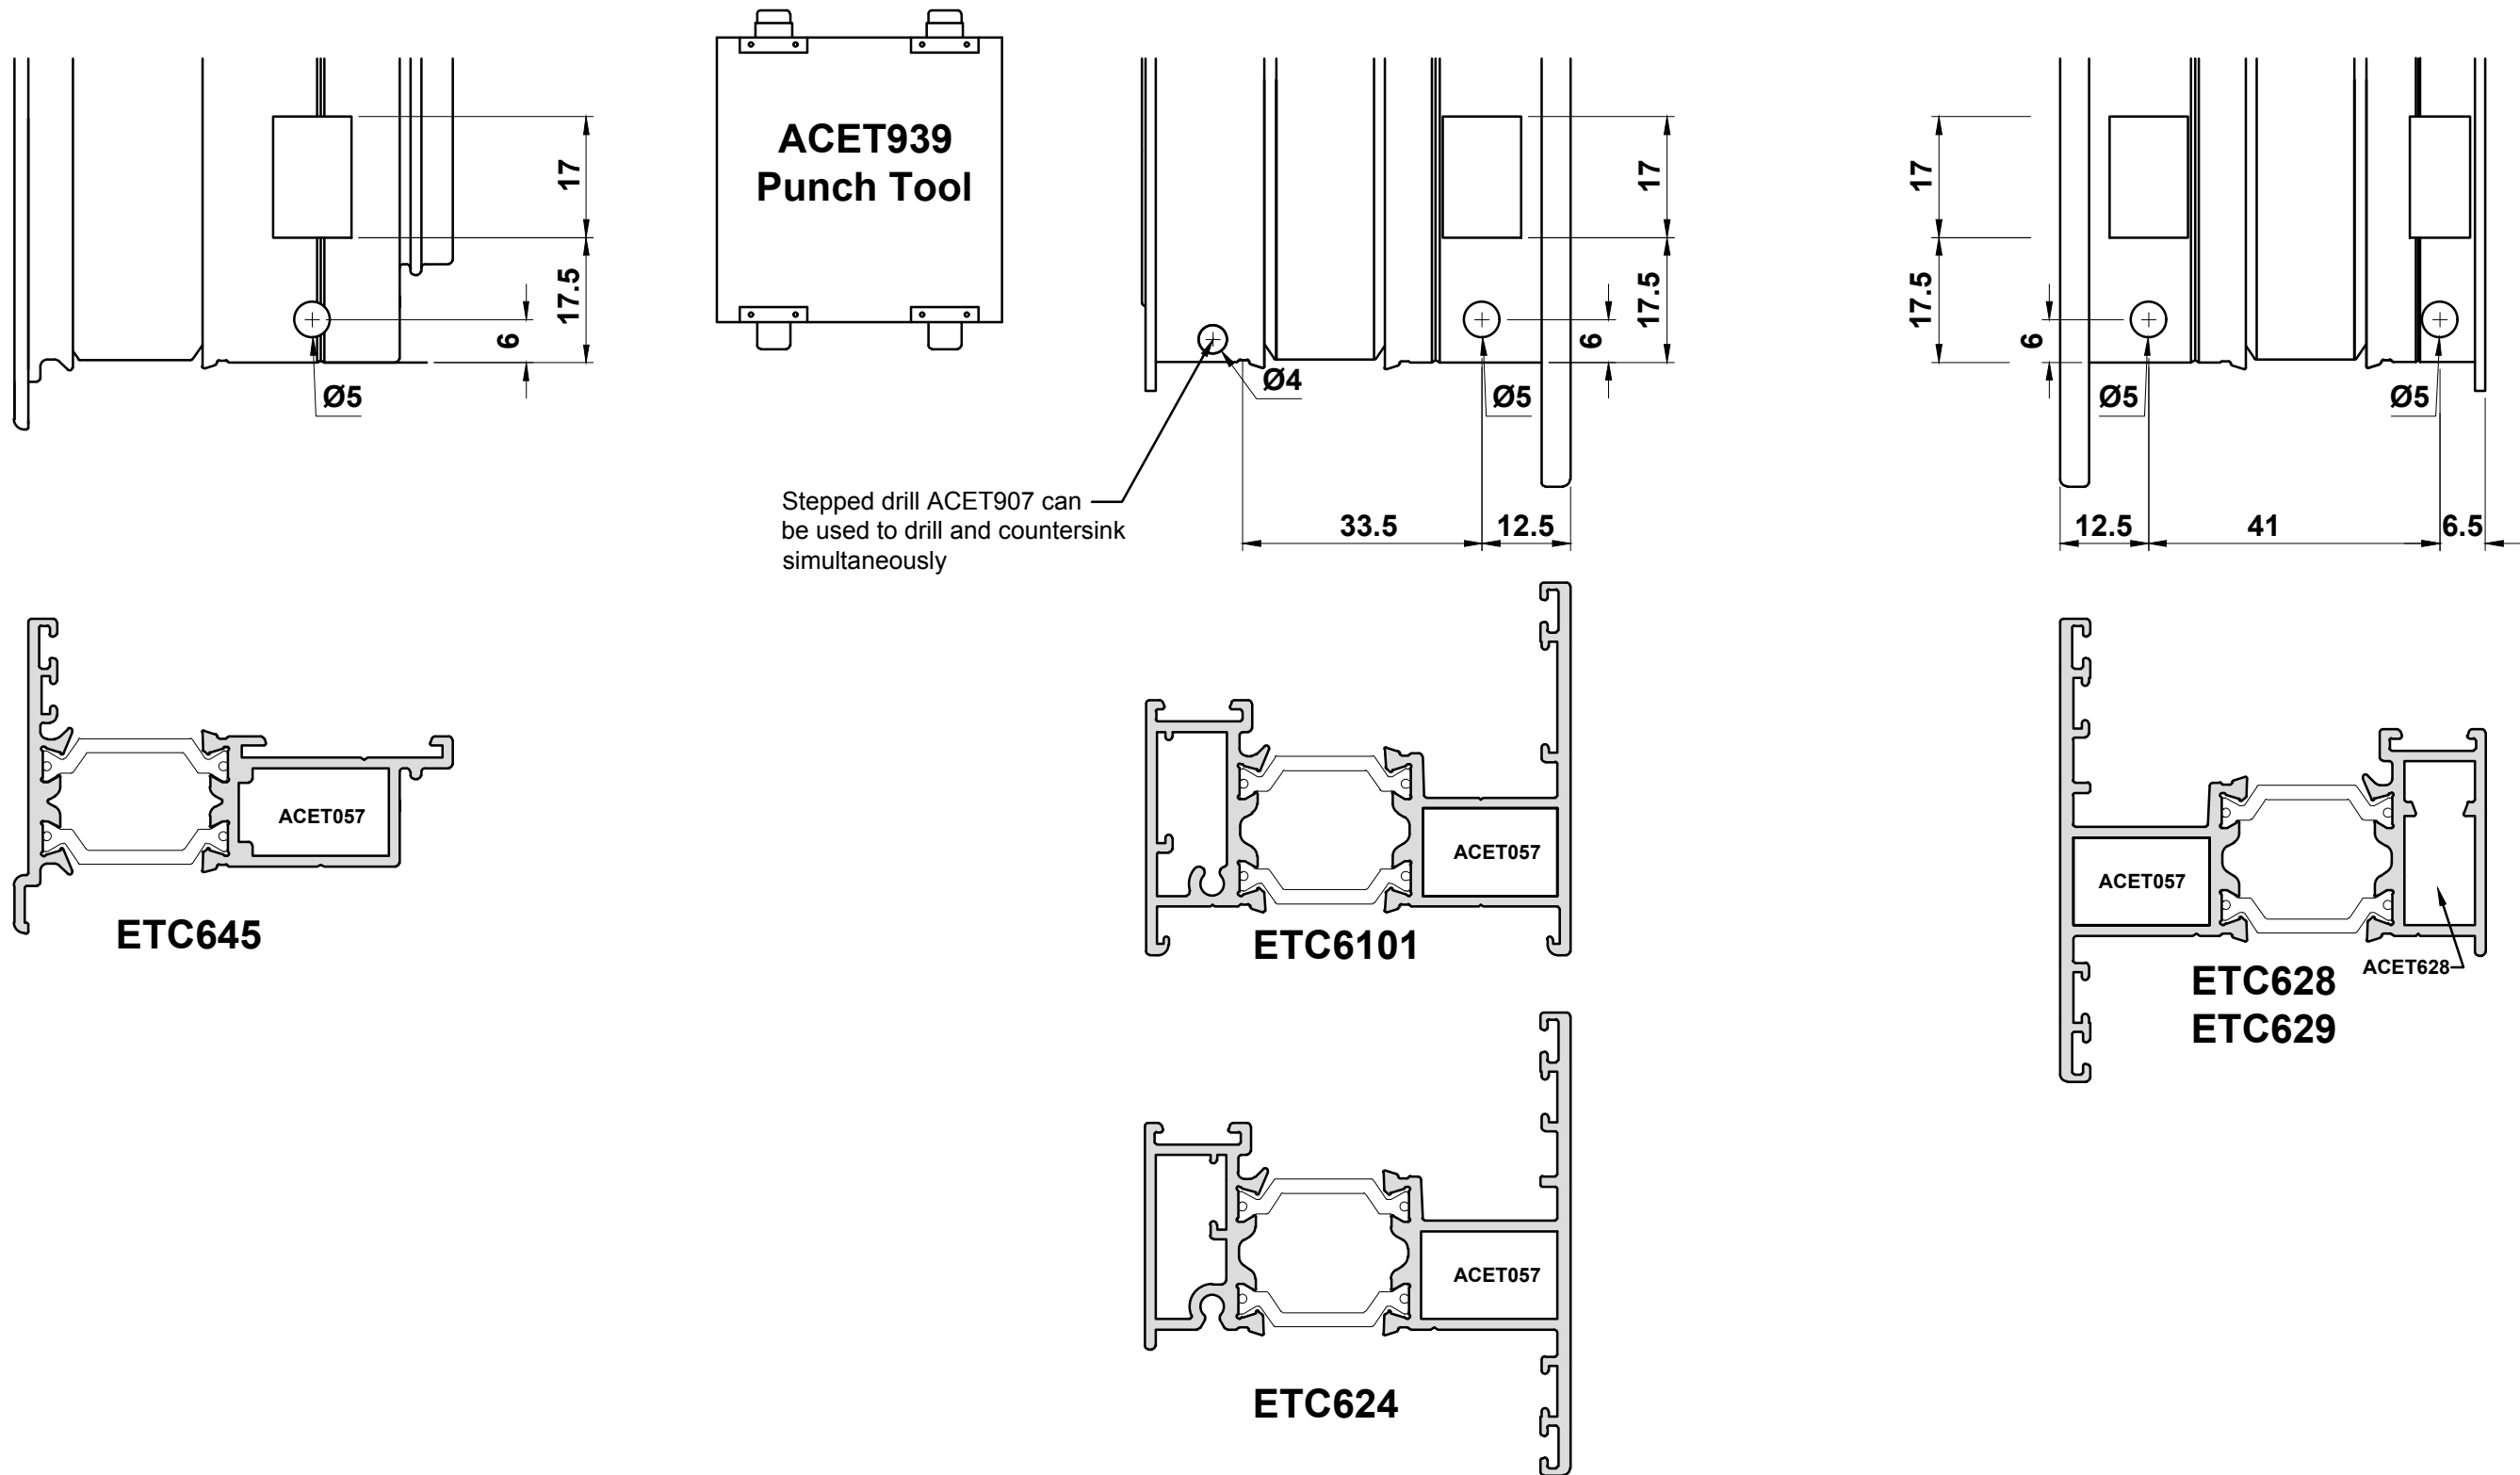 ACET939
Punch Tool
17
17.5
6
Ø5
17
17.5
6
Ø4
Ø5
33.5
12.5
Stepped drill ACET907 can
be used to drill and countersink
simultaneously
17
17.5
6
Ø5
Ø5
12.5
41
6.5
ACET057
ETC645
ACET057
ETC6101
ACET057
ACET628
ETC628
ETC629
ACET057
ETC624